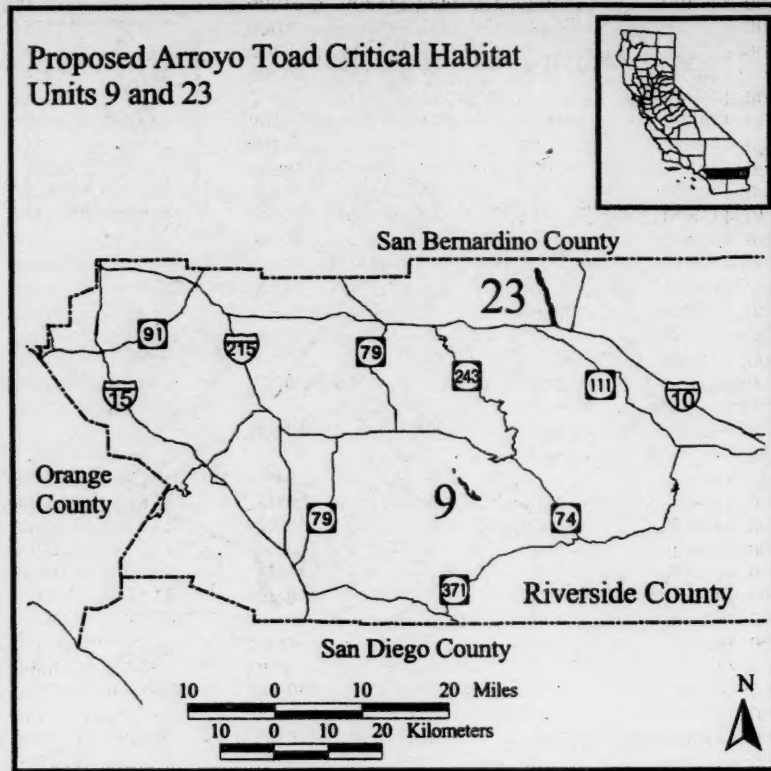 Proposed Arroyo Toad Critical Habitat
Units 9 and 23
San Bernardino County
23
91
215
79
243
111
15
10
Orange
County
9
79
74
371
Riverside County
San Diego County
10 0 10 20 Miles
10 0 10 20 Kilometers
N